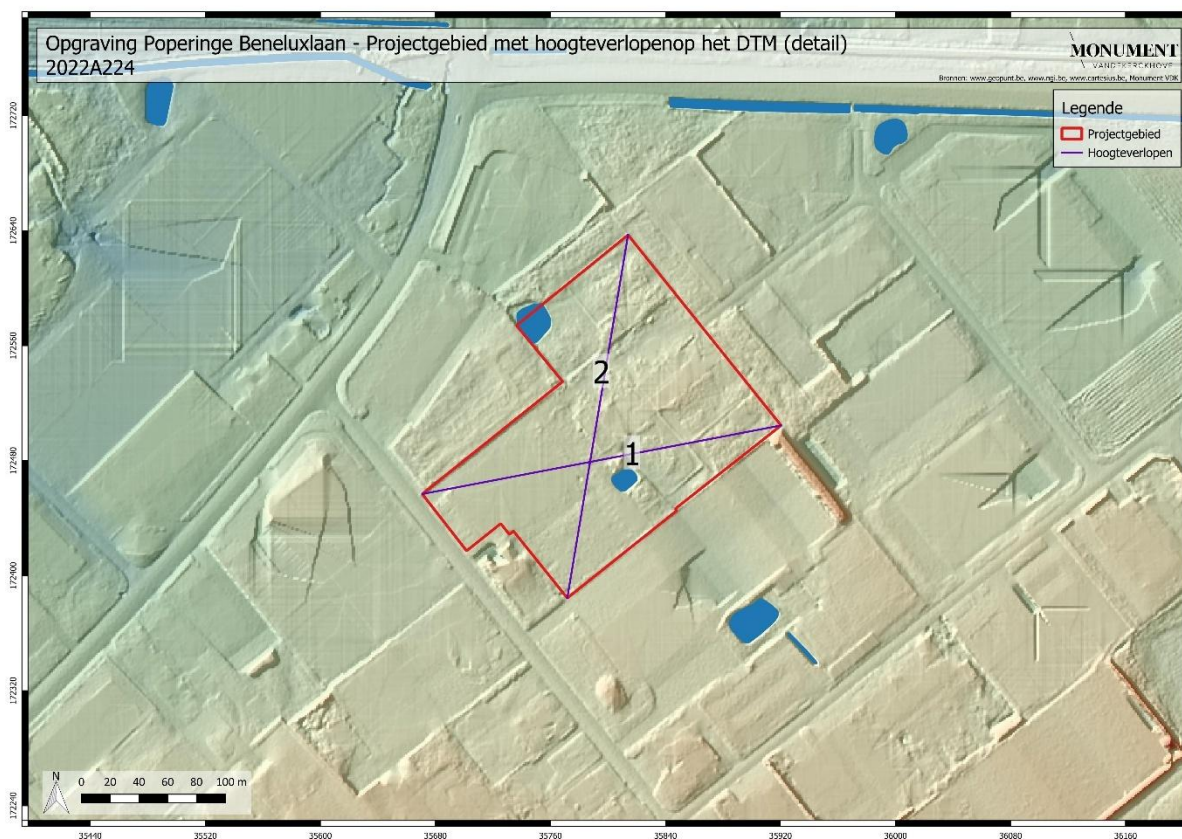 Opgraving Poperinge Beneluxlaan - Projectgebied met hoogteverlopenop het DTM (detail)
2022A224
MONUMENT
VANDEKERCKHOVE
Bronnen: www.geopunt.be, www.ngi.be, www.cartesius.be, Monument VDK
Legende
Projectgebied
Hoogteverlopen
172720
172640
172560
172480
172400
172320
172240
2
1
N
0 20 40 60 80 100 m
35440 35520 35600 35680 35760 35840 35920 36000 36080 36160